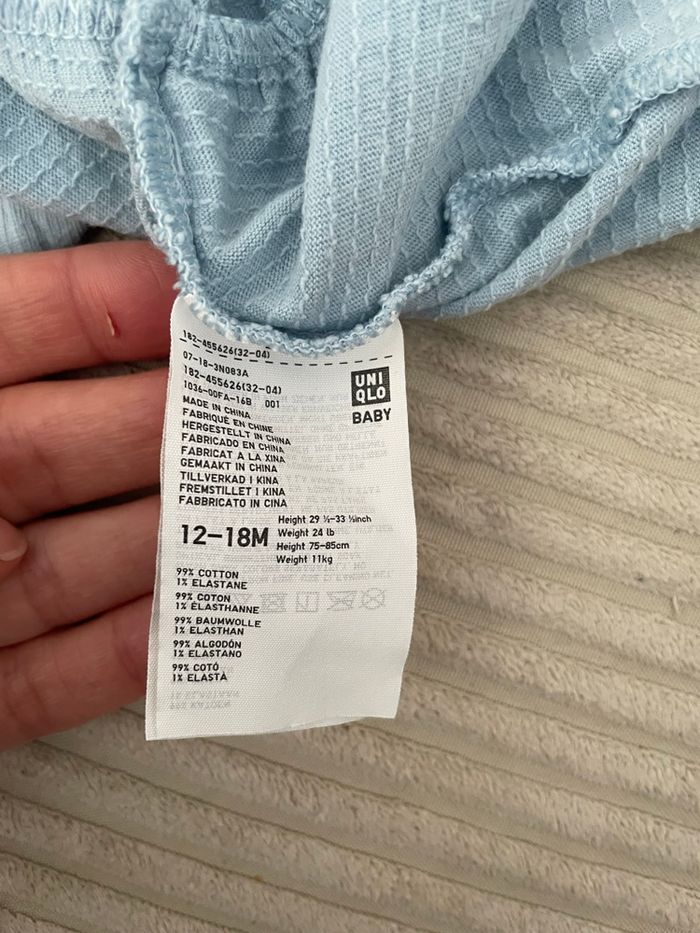 182-455626(32-04)
07-18-3N083A
182-455626(32-04)
1036-00FA-16B 001
UNI
QLO
BABY
MADE IN CHINA
FABRIQUÉ EN CHINE
HERGESTELLT IN CHINA
FABRICADO EN CHINA
FABRICAT A LA XINA
GEMAAKT IN CHINA
TILLVERKAD I KINA
FREMSTILLET I KINA
FABBRICATO IN CINA
12-18M
Height 29 ½-33 ½inch
Weight 24 lb
Height 75-85cm
Weight 11kg
99% COTTON
1% ELASTANE
99% COTON
1% ÉLASTHANNE
99% BAUMWOLLE
1% ELASTHAN
99% ALGODÓN
1% ELASTANO
99% COTÓ
1% ELASTÀ